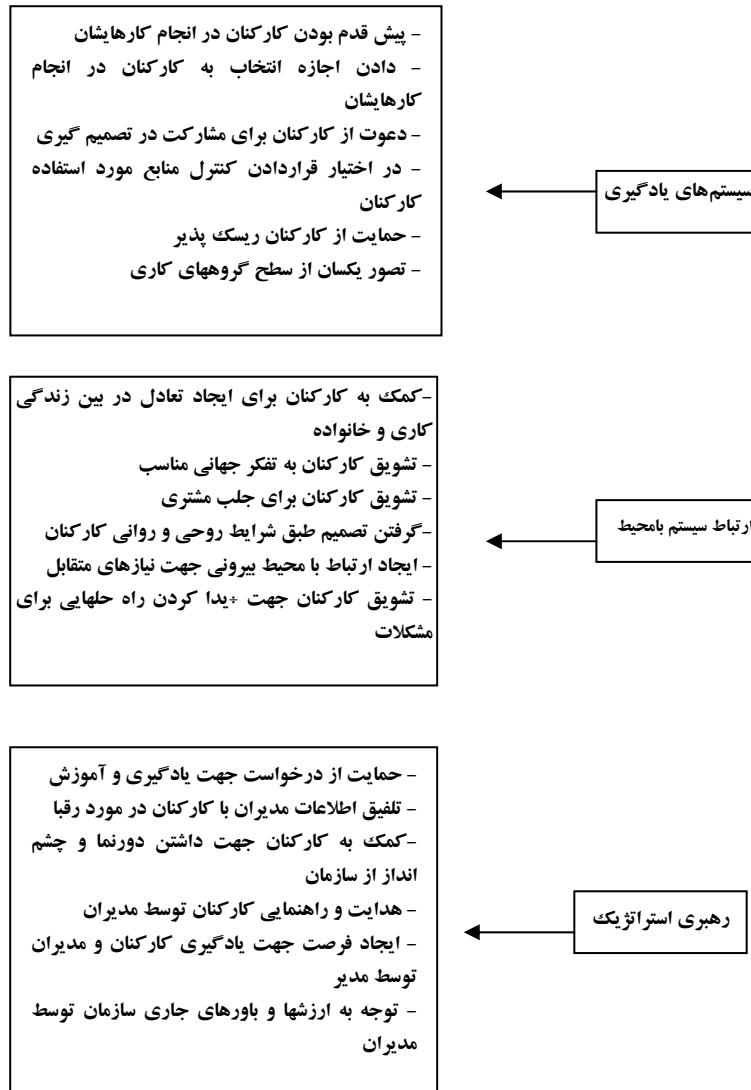 - پیش قدم بودن کارکنان در انجام کارهایشان
- دادن اجازه انتخاب به کارکنان در انجام
کارهایشان
- دعوت از کارکنان برای مشارکت در تصمیم گیری
- در اختیار قراردادن کنترل منابع مورد استفاده
کارکنان
- حمایت از کارکنان ریسک پذیر
- تصور یکسان از سطح گروههای کاری
سیستم‌های یادگیری
-کمک به کارکنان برای ایجاد تعادل در بین زندگی
کاری و خانواده
- تشویق کارکنان به تفکر جهانی مناسب
- تشویق کارکنان برای جلب مشتری
-گرفتن تصمیم طبق شرایط روحی و روانی کارکنان
- ایجاد ارتباط با محیط بیرونی جهت نیازهای متقابل
- تشویق کارکنان جهت ÷یدا کردن راه حلهایی برای
مشکلات
ارتباط سیستم بامحیط
- حمایت از درخواست جهت یادگیری و آموزش
- تلفیق اطلاعات مدیران با کارکنان در مورد رقبا
-کمک به کارکنان جهت داشتن دورنما و چشم
انداز از سازمان
- هدایت و راهنمایی کارکنان توسط مدیران
- ایجاد فرصت جهت یادگیری کارکنان و مدیران
توسط مدیر
- توجه به ارزشها و باورهای جاری سازمان توسط
مدیران
رهبری استراتژیک